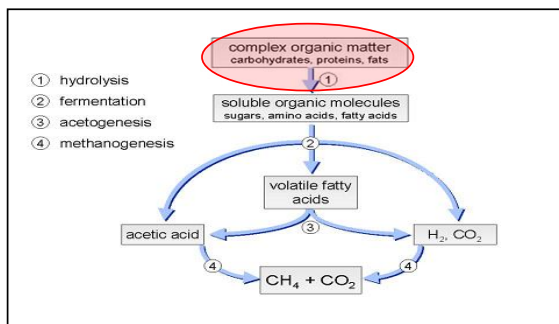 complex organic matter
carbohydrates, proteins, fats
① hydrolysis
② fermentation
③ acetogenesis
④ methanogenesis
①
soluble organic molecules
sugars, amino acids, fatty acids
②
volatile fatty
acids
acetic acid
③
H₂, CO₂
④
④
CH₄ + CO₂